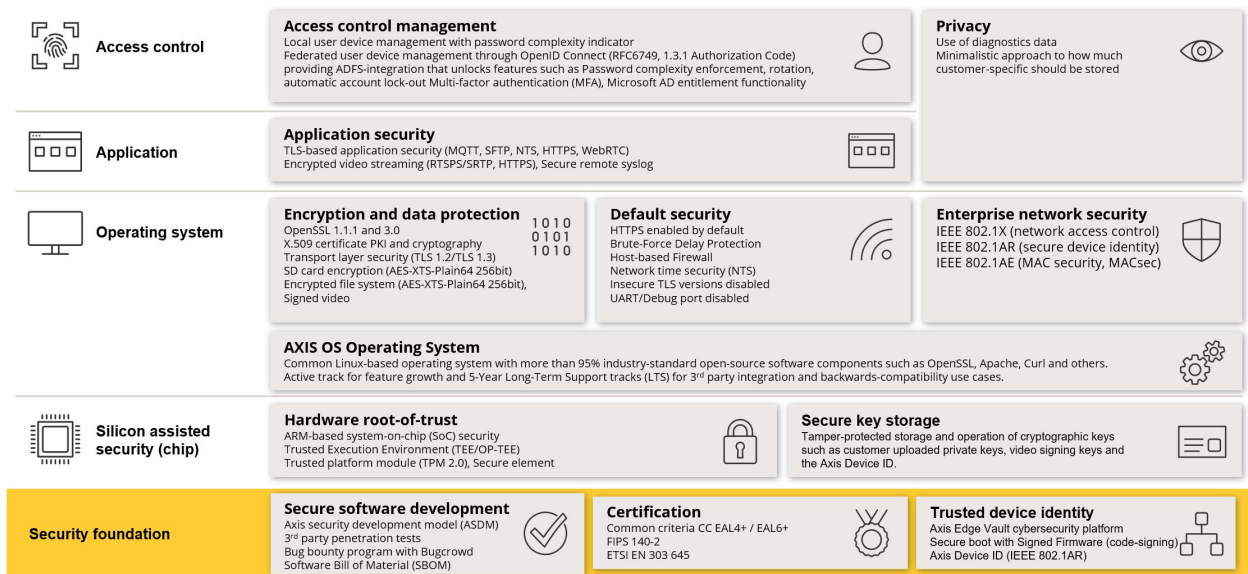 Access control
Access control management
Local user device management with password complexity indicator
Federated user device management through OpenID Connect (RFC6749, 1.3.1 Authorization Code)
providing ADFS-integration that unlocks features such as Password complexity enforcement, rotation,
automatic account lock-out Multi-factor authentication (MFA), Microsoft AD entitlement functionality
Privacy
Use of diagnostics data
Minimalistic approach to how much
customer-specific should be stored
Application
Application security
TLS-based application security (MQTT, SFTP, NTS, HTTPS, WebRTC)
Encrypted video streaming (RTSPS/SRTP, HTTPS), Secure remote syslog
Operating system
Encryption and data protection
OpenSSL 1.1.1 and 3.0
X.509 certificate PKI and cryptography
Transport layer security (TLS 1.2/TLS 1.3)
SD card encryption (AES-XTS-Plain64 256bit)
Encrypted file system (AES-XTS-Plain64 256bit),
Signed video
1010
0101
1010
Default security
HTTPS enabled by default
Brute-Force Delay Protection
Host-based Firewall
Network time security (NTS)
Insecure TLS versions disabled
UART/Debug port disabled
Enterprise network security
IEEE 802.1X (network access control)
IEEE 802.1AR (secure device identity)
IEEE 802.1AE (MAC security, MACsec)
AXIS OS Operating System
Common Linux-based operating system with more than 95% industry-standard open-source software components such as OpenSSL, Apache, Curl and others.
Active track for feature growth and 5-Year Long-Term Support tracks (LTS) for 3rd party integration and backwards-compatibility use cases.
Silicon assisted
security (chip)
Hardware root-of-trust
ARM-based system-on-chip (SoC) security
Trusted Execution Environment (TEE/OP-TEE)
Trusted platform module (TPM 2.0), Secure element
Secure key storage
Tamper-protected storage and operation of cryptographic keys
such as customer uploaded private keys, video signing keys and
the Axis Device ID.
Security foundation
Secure software development
Axis security development model (ASDM)
3rd party penetration tests
Bug bounty program with Bugcrowd
Software Bill of Material (SBOM)
Certification
Common criteria CC EAL4+ / EAL6+
FIPS 140-2
ETSI EN 303 645
Trusted device identity
Axis Edge Vault cybersecurity platform
Secure boot with Signed Firmware (code-signing)
Axis Device ID (IEEE 802.1AR)